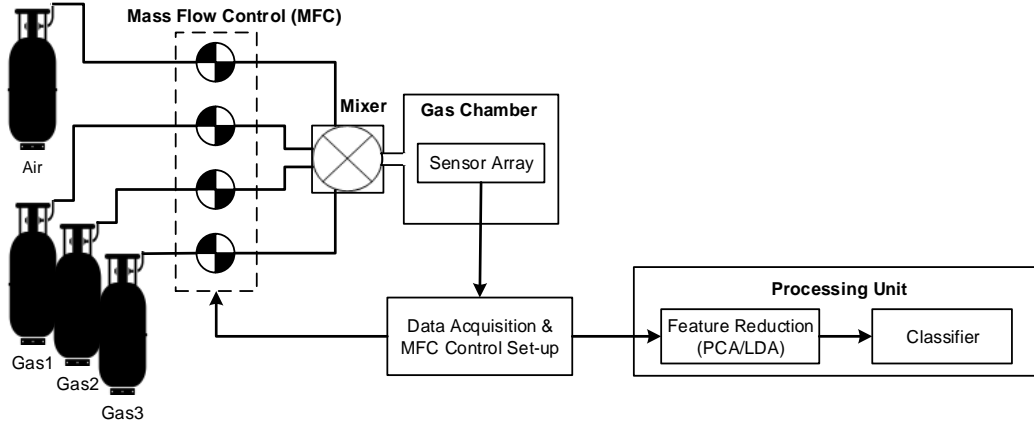 Mass Flow Control (MFC)
Mixer
Gas Chamber
Sensor Array
Air
Gas1
Gas2
Gas3
Data Acquisition &
MFC Control Set-up
Processing Unit
Feature Reduction
(PCA/LDA)
Classifier